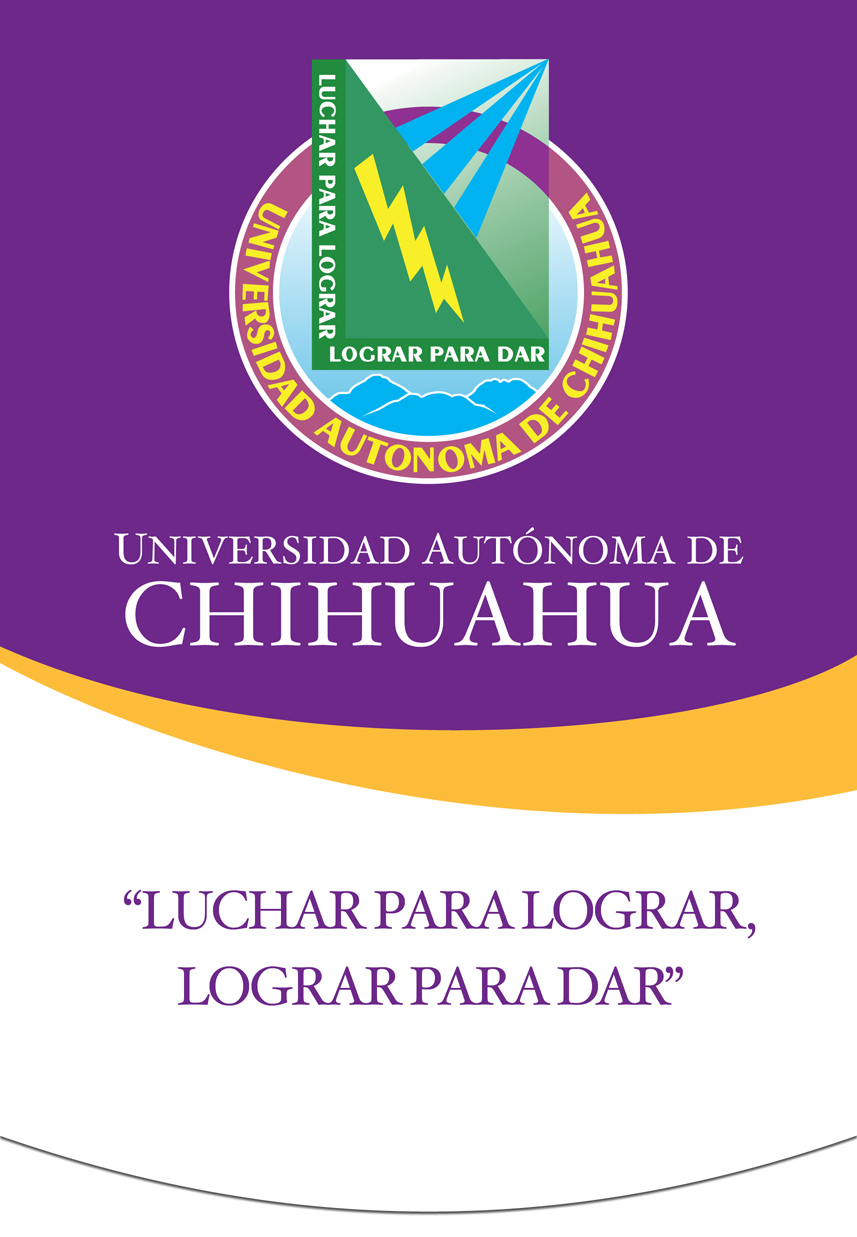 LUCHAR PARA LOGRAR
LOGRAR PARA DAR
UNIVERSIDAD AUTONOMA DE CHIHUAHUA
UNIVERSIDAD AUTÓNOMA DE
CHIHUAHUA
“LUCHAR PARA LOGRAR,
LOGRAR PARA DAR”